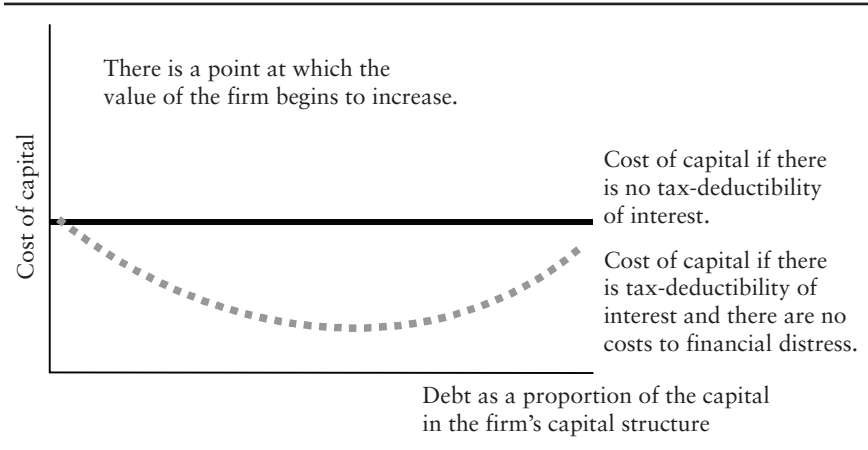 There is a point at which the
value of the firm begins to increase.
Cost of capital
Cost of capital if there
is no tax-deductibility
of interest.
Cost of capital if there
is tax-deductibility of
interest and there are no
costs to financial distress.
Debt as a proportion of the capital
in the firm's capital structure